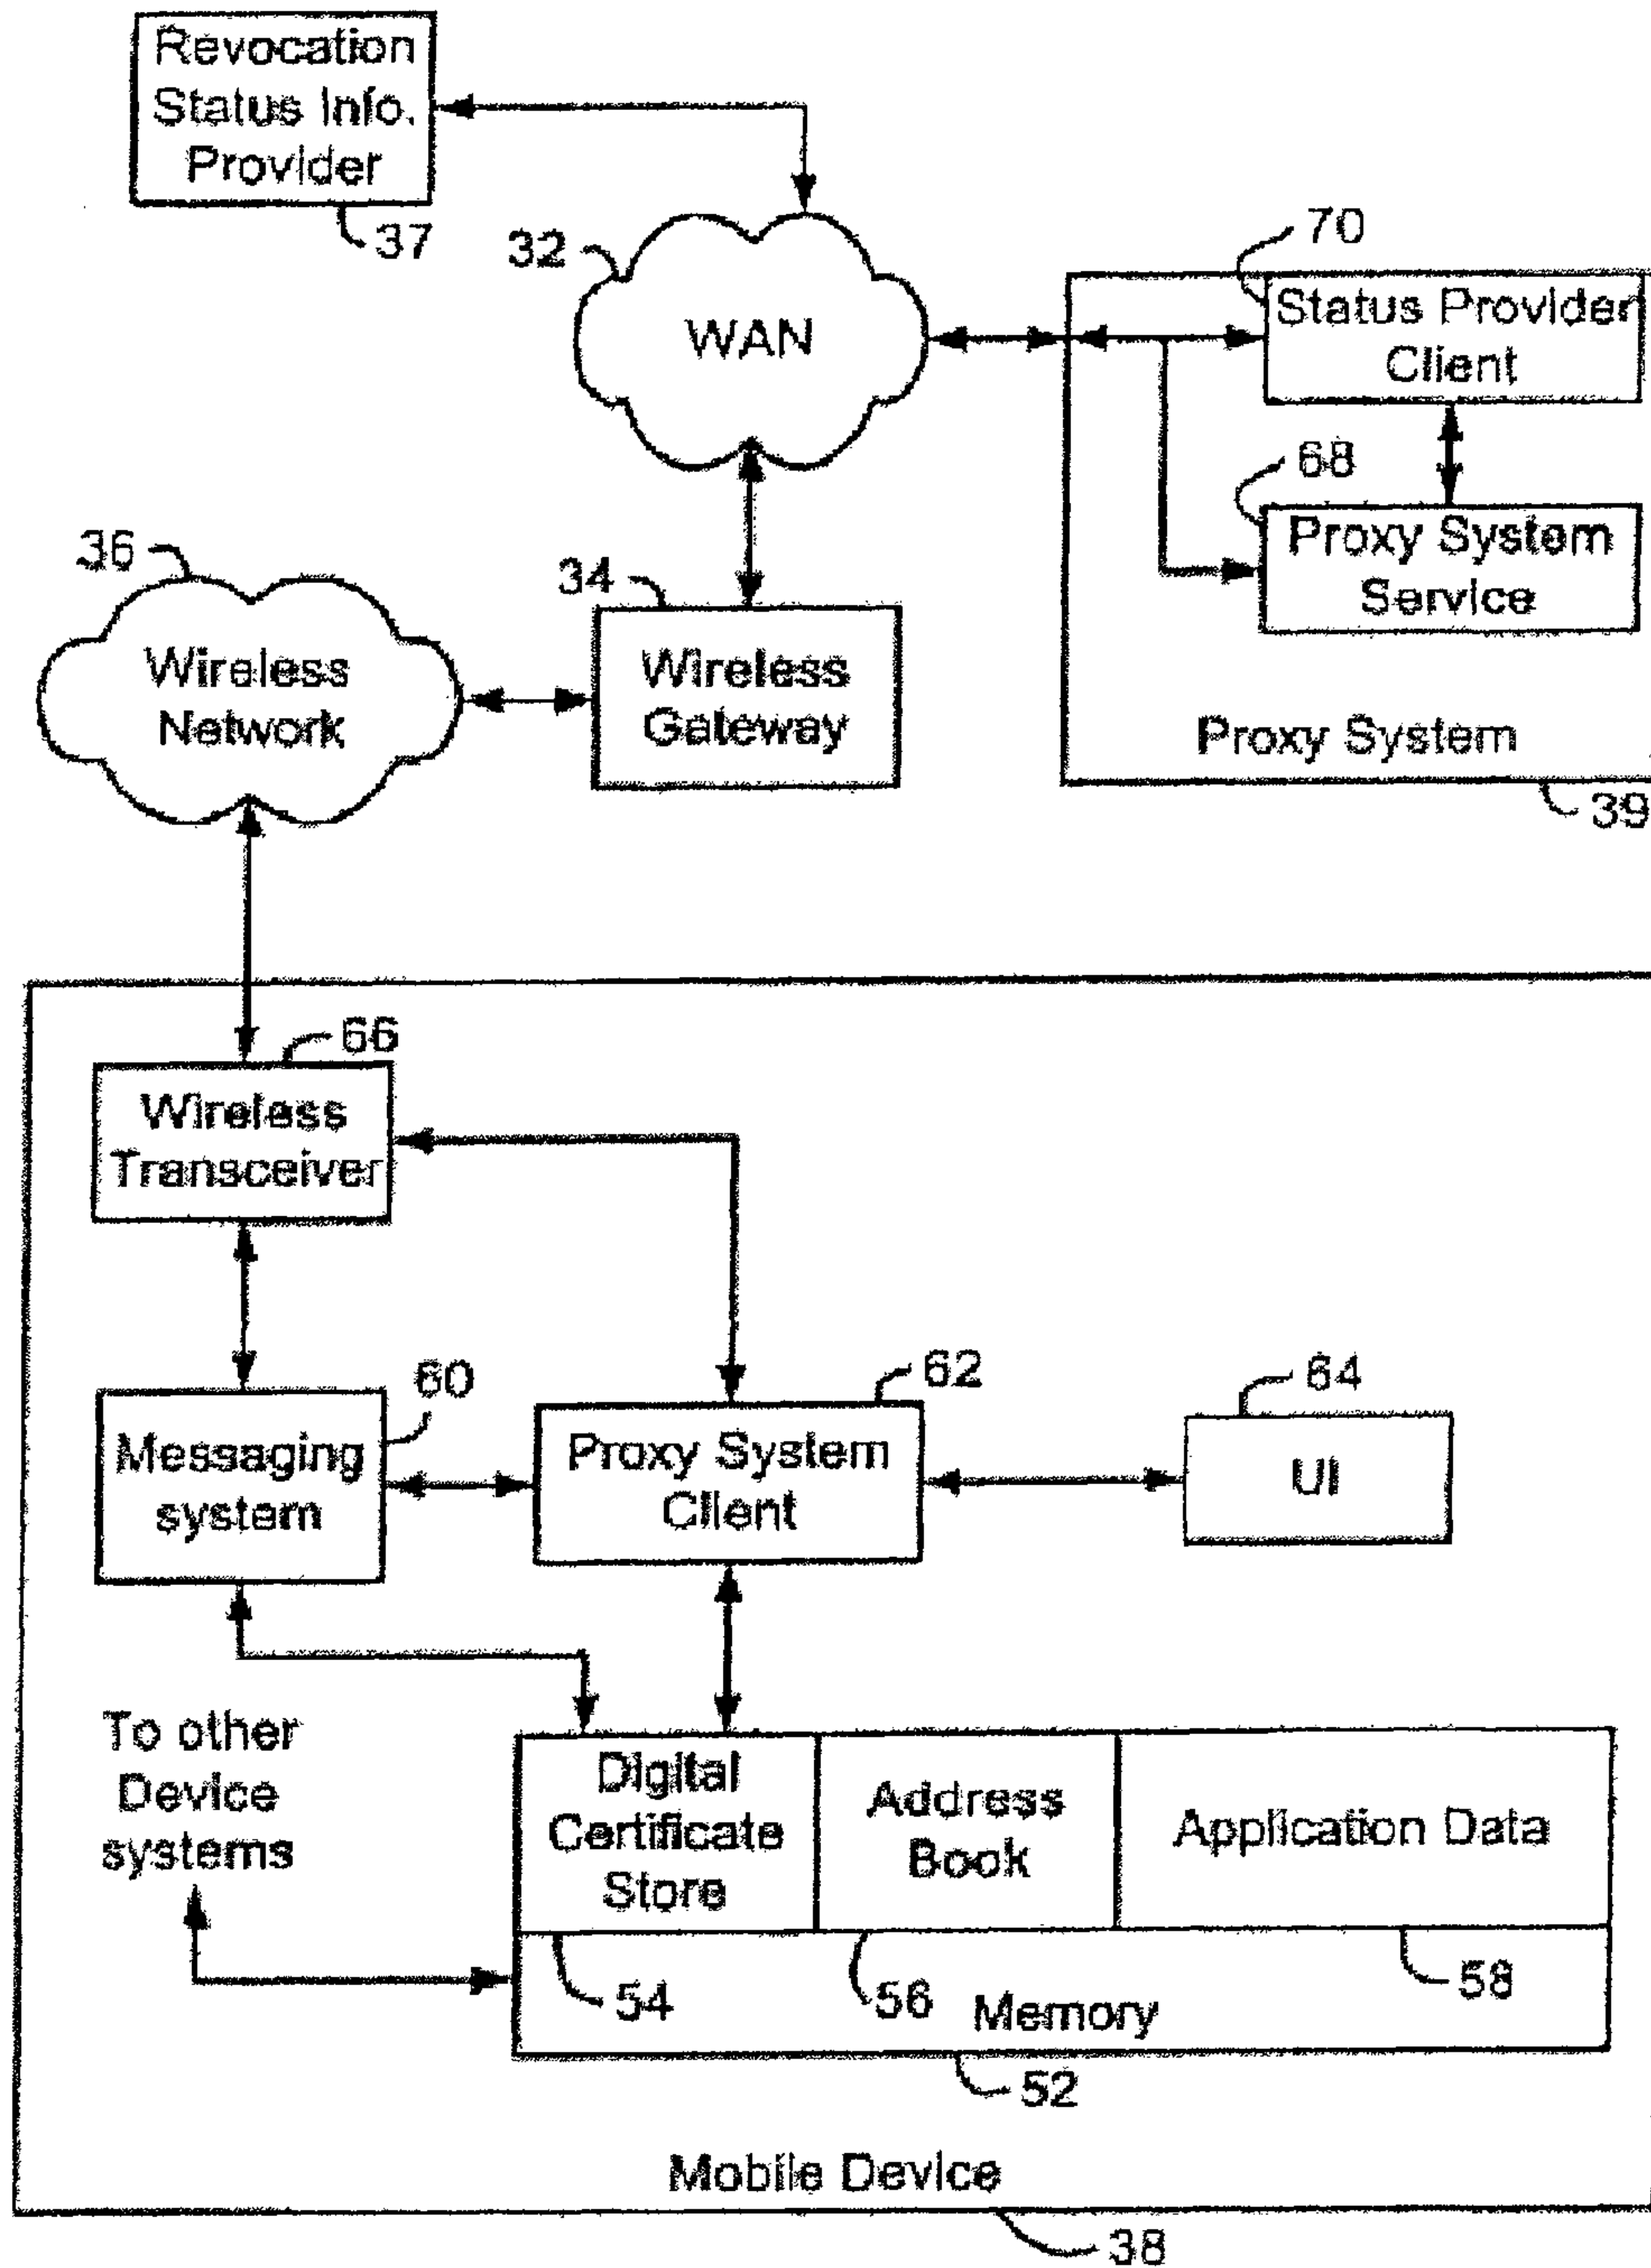 Revocation
Status Info.
Provider
37
32
WAN
70
Status Provider
Client
68
Proxy System
Service
Proxy System
39
36
Wireless
Network
34
Wireless
Gateway
66
Wireless
Transceiver
60
Messaging
system
62
Proxy System
Client
64
UI
To other
Device
systems
Digital
Certificate
Store
Address
Book
Application Data
54
56
58
Memory
52
Mobile Device
38